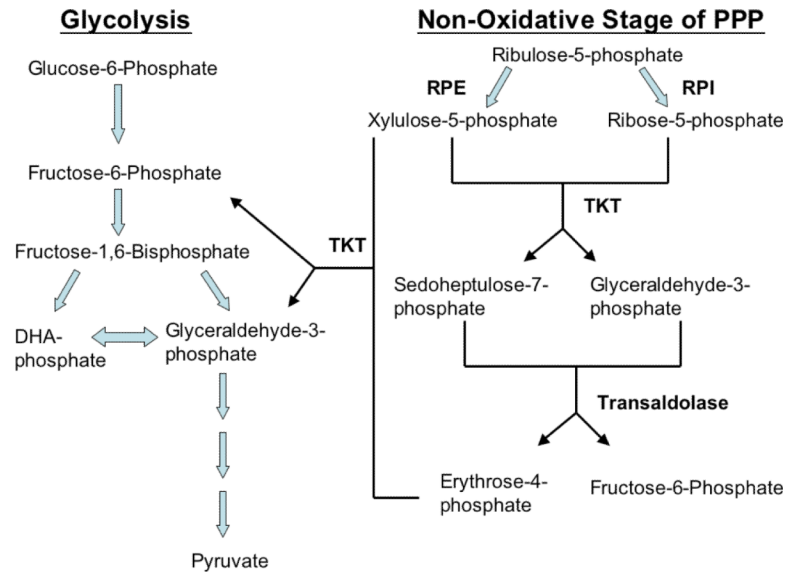 Glycolysis
Glucose-6-Phosphate
Fructose-6-Phosphate
Fructose-1,6-Bisphosphate
DHA-
phosphate
Glyceraldehyde-3-
phosphate
Pyruvate
TKT
Non-Oxidative Stage of PPP
Ribulose-5-phosphate
RPE
RPI
Xylulose-5-phosphate
Ribose-5-phosphate
TKT
Sedoheptulose-7-
phosphate
Glyceraldehyde-3-
phosphate
Transaldolase
Erythrose-4-
phosphate
Fructose-6-Phosphate